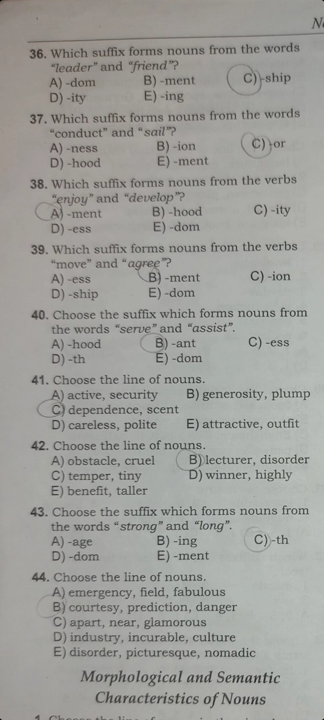 36. Which suffix forms nouns from the words
"leader" and "friend"?
A) -dom B) -ment C) -ship
D) -ity E) -ing
37. Which suffix forms nouns from the words
"conduct" and "sail"?
A) -ness B) -ion C) -or
D) -hood E) -ment
38. Which suffix forms nouns from the verbs
"enjoy" and "develop"?
A) -ment B) -hood C) -ity
D) -ess E) -dom
39. Which suffix forms nouns from the verbs
"move" and "agree"?
A) -ess B) -ment C) -ion
D) -ship E) -dom
40. Choose the suffix which forms nouns from
the words "serve" and "assist".
A) -hood B) -ant C) -ess
D) -th E) -dom
41. Choose the line of nouns.
A) active, security B) generosity, plump
C) dependence, scent
D) careless, polite E) attractive, outfit
42. Choose the line of nouns.
A) obstacle, cruel B) lecturer, disorder
C) temper, tiny D) winner, highly
E) benefit, taller
43. Choose the suffix which forms nouns from
the words "strong" and "long".
A) -age B) -ing C) -th
D) -dom E) -ment
44. Choose the line of nouns.
A) emergency, field, fabulous
B) courtesy, prediction, danger
C) apart, near, glamorous
D) industry, incurable, culture
E) disorder, picturesque, nomadic
Morphological and Semantic
Characteristics of Nouns